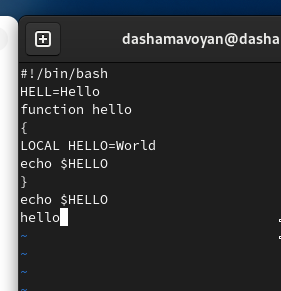 dashamavoyan@dasha
#!/bin/bash
HELL=Hello
function hello
{
LOCAL HELLO=World
echo $HELLO
}
echo $HELLO
hello
~
~
~
~